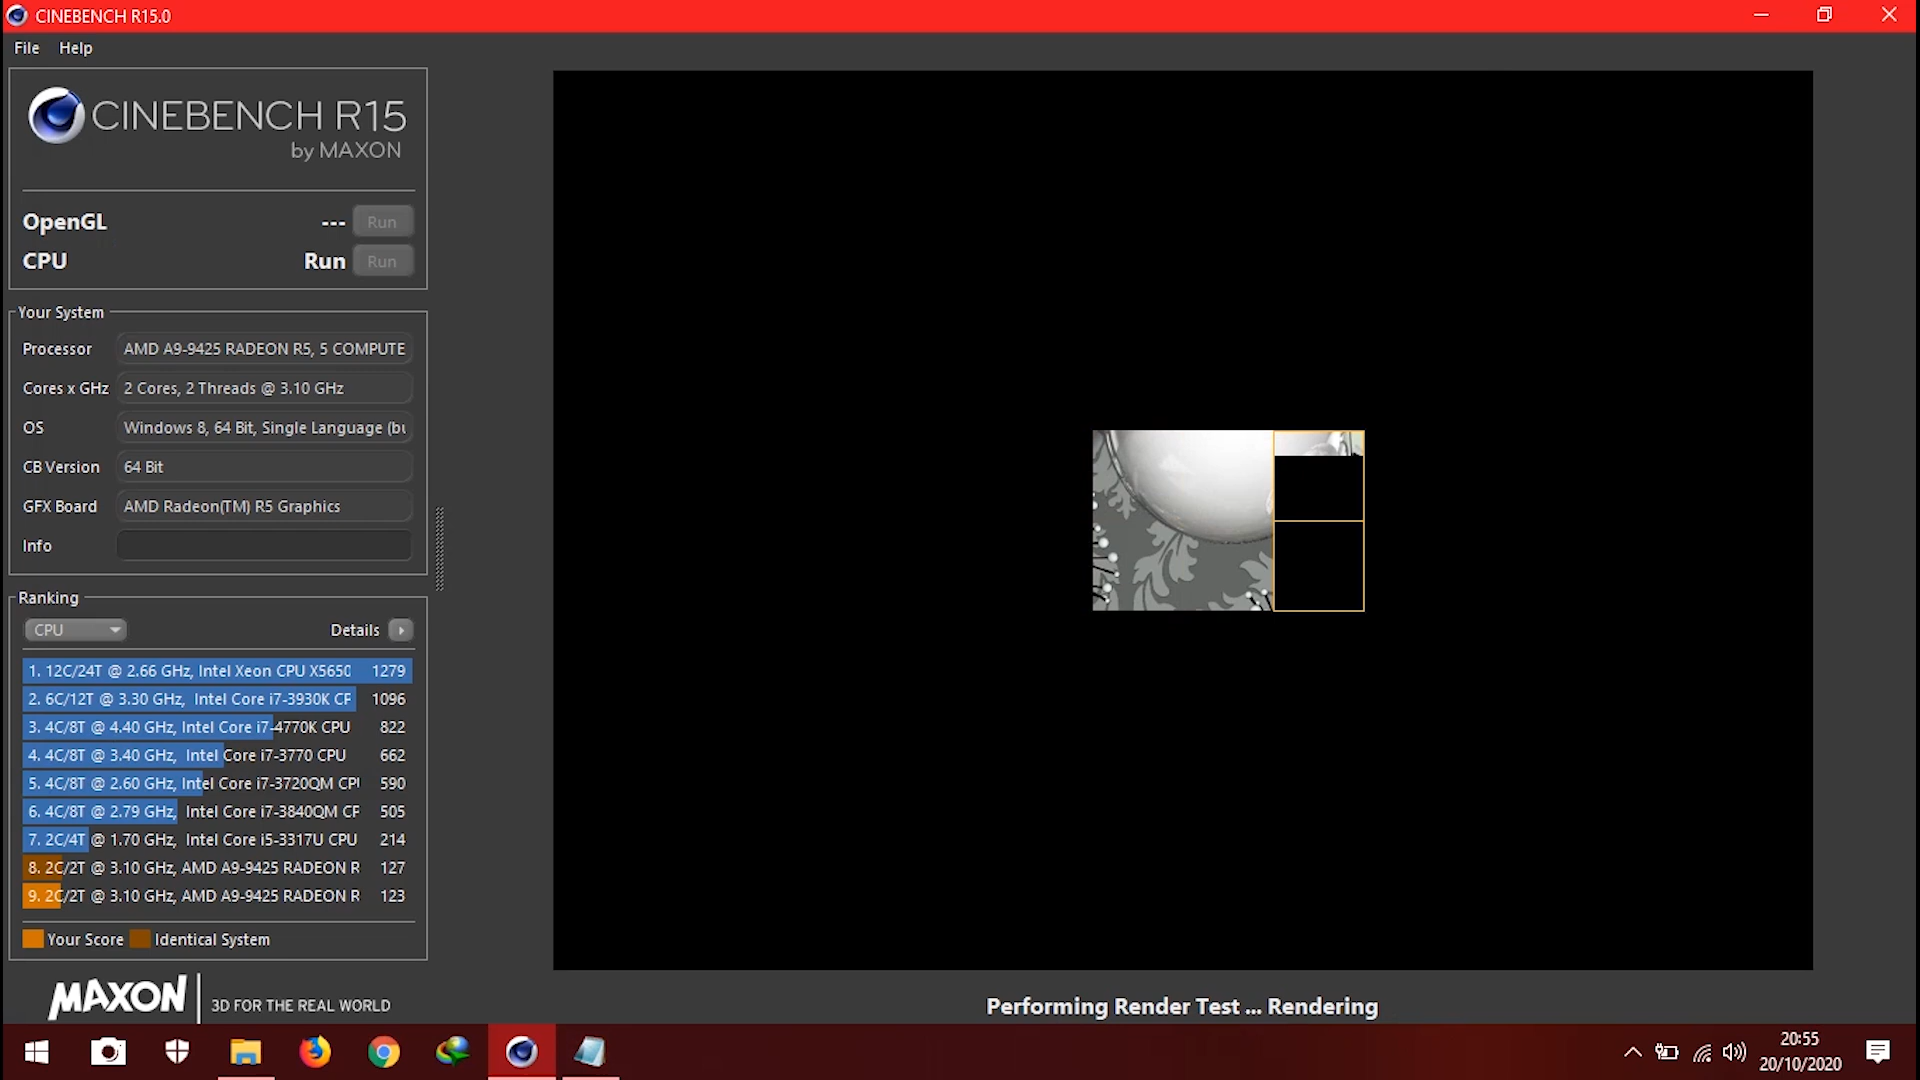 CINEBENCH R15.0
File Help
CINEBENCH R15
by MAXON
OpenGL --- Run
CPU Run Run
Your System
Processor AMD A9-9425 RADEON R5, 5 COMPUTE
Cores x GHz 2 Cores, 2 Threads @ 3.10 GHz
OS Windows 8, 64 Bit, Single Language (bu
CB Version 64 Bit
GFX Board AMD Radeon(TM) R5 Graphics
Info
Ranking
CPU Details
1. 12C/24T @ 2.66 GHz, Intel Xeon CPU X5650 1279
2. 6C/12T @ 3.30 GHz, Intel Core i7-3930K CP 1096
3. 4C/8T @ 4.40 GHz, Intel Core i7-4770K CPU 822
4. 4C/8T @ 3.40 GHz, Intel Core i7-3770 CPU 662
5. 4C/8T @ 2.60 GHz, Intel Core i7-3720QM CPU 590
6. 4C/8T @ 2.79 GHz, Intel Core i7-3840QM CP 505
7. 2C/4T @ 1.70 GHz, Intel Core i5-3317U CPU 214
8. 2C/2T @ 3.10 GHz, AMD A9-9425 RADEON R 127
9. 2C/2T @ 3.10 GHz, AMD A9-9425 RADEON R 123
Your Score Identical System
MAXON 3D FOR THE REAL WORLD
Performing Render Test ... Rendering
20:55
20/10/2020